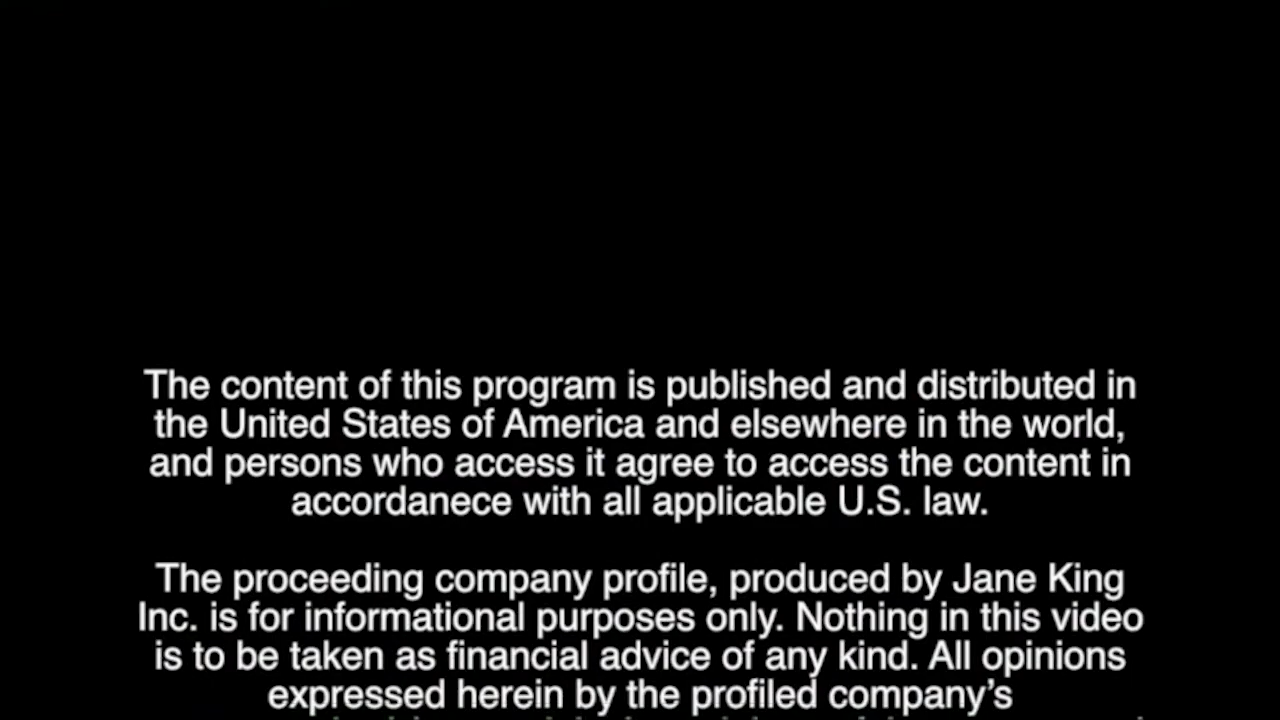 The content of this program is published and distributed in
the United States of America and elsewhere in the world,
and persons who access it agree to access the content in
accordanece with all applicable U.S. law.
The proceeding company profile, produced by Jane King
Inc. is for informational purposes only. Nothing in this video
is to be taken as financial advice of any kind. All opinions
expressed herein by the profiled company’s